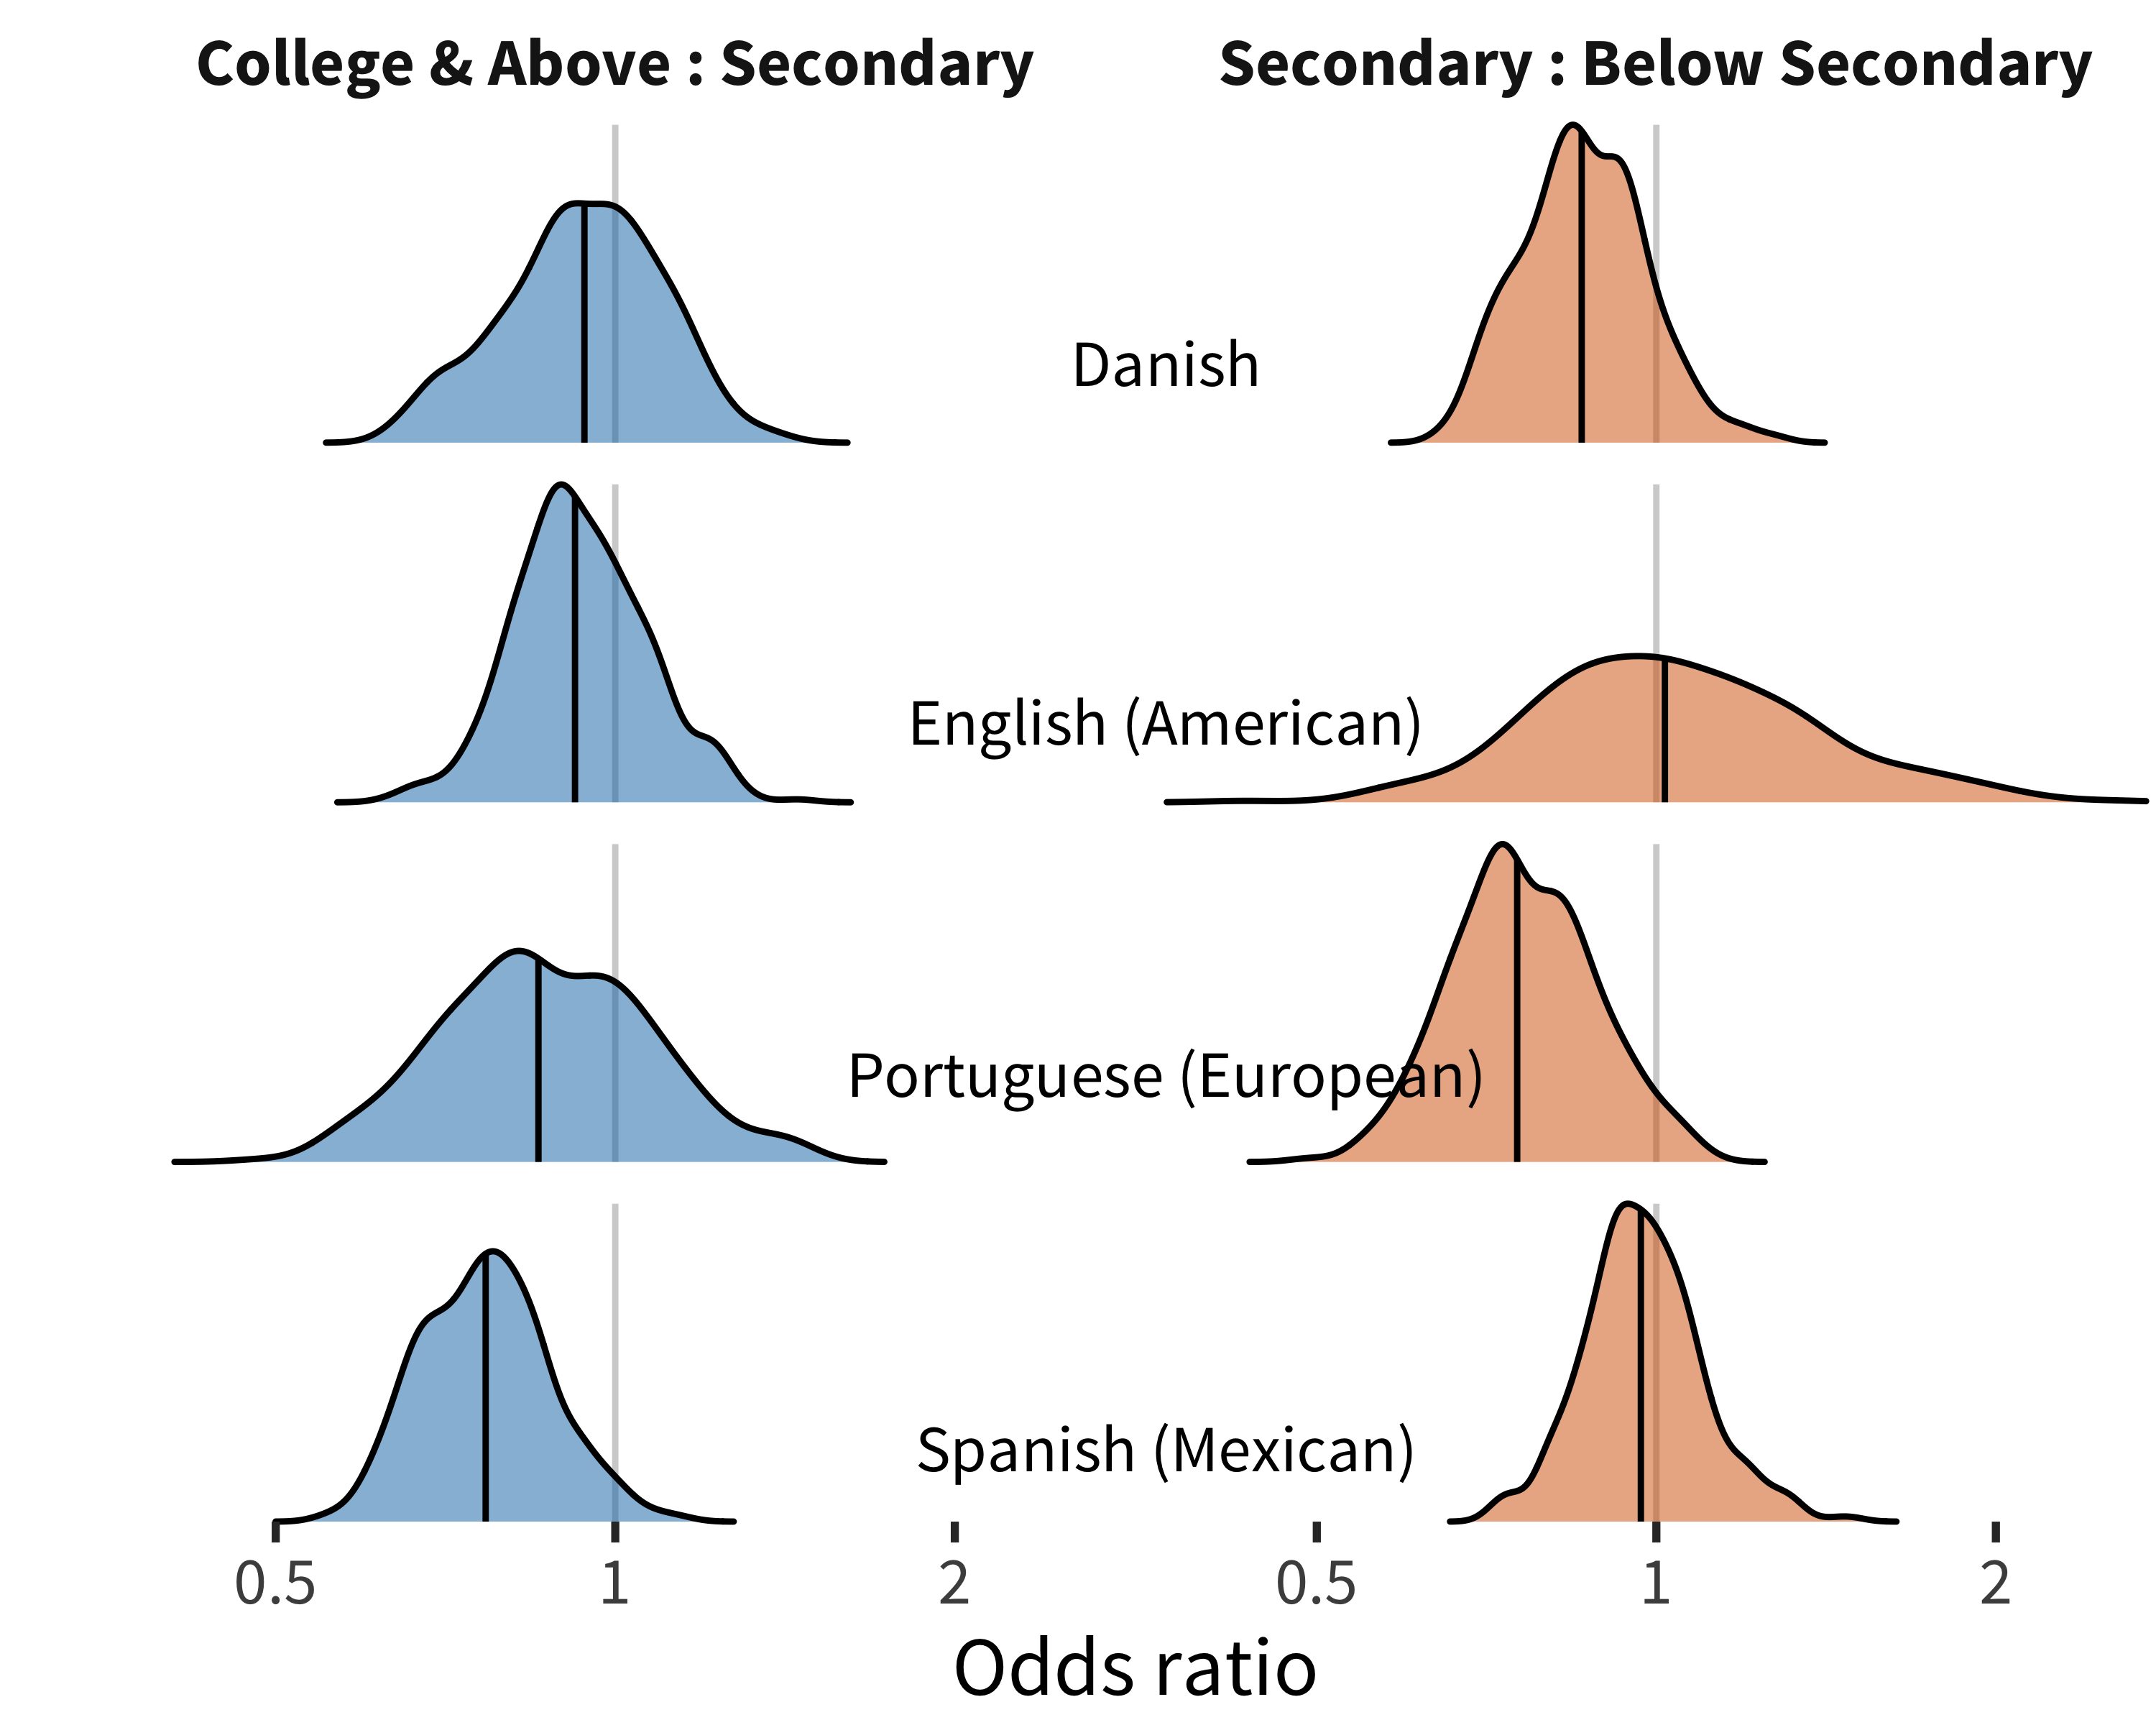 College & Above : Secondary
Secondary : Below Secondary
Danish
English (American)
Portuguese (European)
Spanish (Mexican)
0.5 1 2 0.5 1 2
Odds ratio